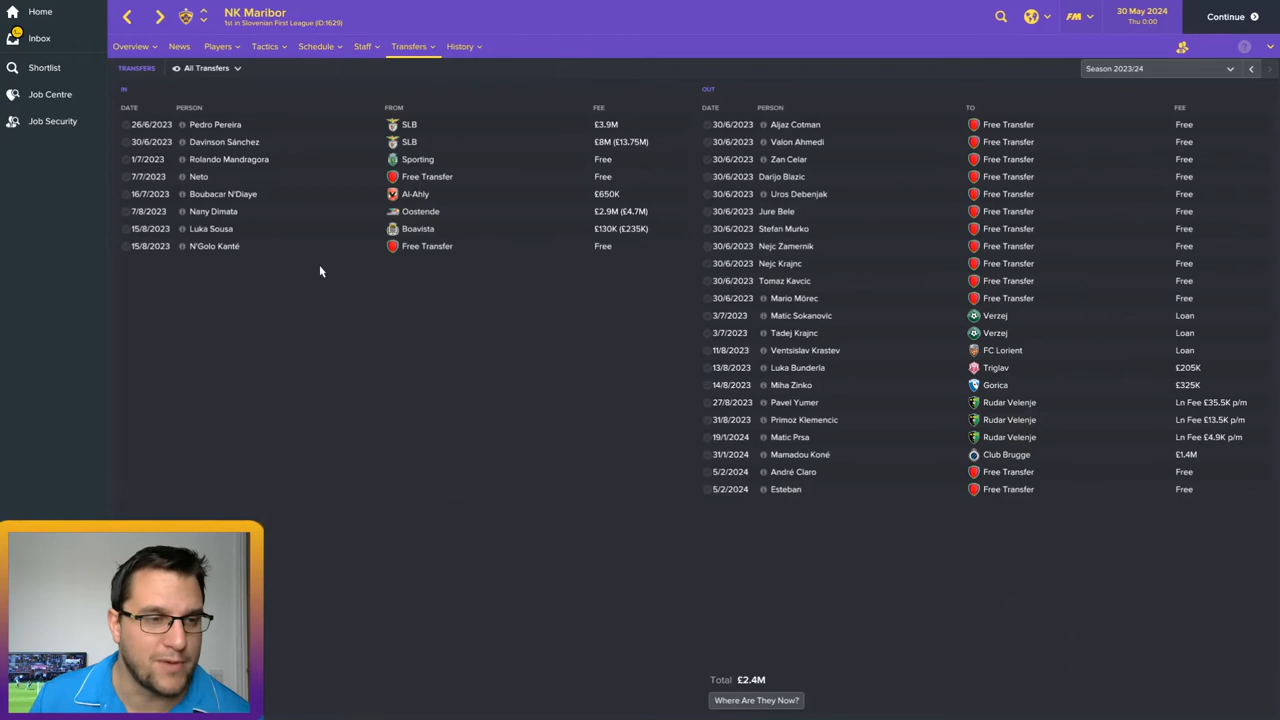 Home
Inbox
Shortlist
Job Centre
Job Security
NK Maribor
1st in Slovenian First League (ID:1629)
FM
30 May 2024
Thu 0:00
Continue
Overview News Players Tactics Schedule Staff Transfers History
TRANSFERS All Transfers
Season 2023/24
IN
DATE PERSON FROM FEE
26/6/2023 Pedro Pereira SLB £3.9M
30/6/2023 Davinson Sánchez SLB £8M (£13.75M)
1/7/2023 Rolando Mandragora Sporting Free
7/7/2023 Neto Free Transfer Free
16/7/2023 Boubacar N'Diaye Al-Ahly £650K
7/8/2023 Nany Dimata Oostende £2.9M (£4.7M)
15/8/2023 Luka Sousa Boavista £130K (£235K)
15/8/2023 N'Golo Kanté Free Transfer Free
OUT
DATE PERSON TO FEE
30/6/2023 Aljaz Cotman Free Transfer Free
30/6/2023 Valon Ahmedi Free Transfer Free
30/6/2023 Zan Celar Free Transfer Free
30/6/2023 Darijo Blazic Free Transfer Free
30/6/2023 Uros Debenjak Free Transfer Free
30/6/2023 Jure Bele Free Transfer Free
30/6/2023 Stefan Murko Free Transfer Free
30/6/2023 Nejc Zamernik Free Transfer Free
30/6/2023 Nejc Krajnc Free Transfer Free
30/6/2023 Tomaz Kavcic Free Transfer Free
30/6/2023 Mario Mörec Free Transfer Free
3/7/2023 Matic Sokanovic Verzej Loan
3/7/2023 Tadej Krajnc Verzej Loan
11/8/2023 Ventsislav Krastev FC Lorient Loan
13/8/2023 Luka Bunderla Triglav £205K
14/8/2023 Miha Zinko Gorica £325K
27/8/2023 Pavel Yumer Rudar Velenje Ln Fee £35.5K p/m
31/8/2023 Primoz Klemencic Rudar Velenje Ln Fee £13.5K p/m
19/1/2024 Matic Prsa Rudar Velenje Ln Fee £4.9K p/m
31/1/2024 Mamadou Koné Club Brugge £1.4M
5/2/2024 André Claro Free Transfer Free
5/2/2024 Esteban Free Transfer Free
Total £2.4M
Where Are They Now?